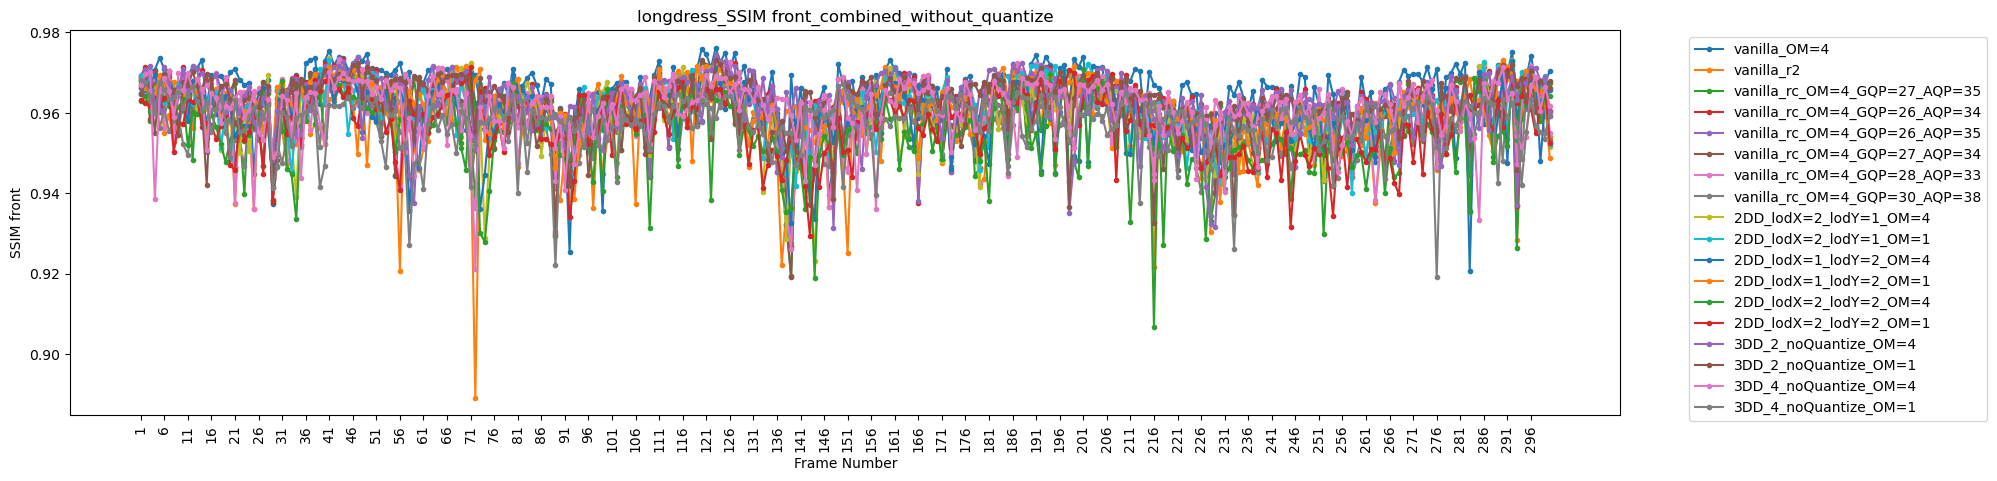 longdress_SSIM front_combined_without_quantize
SSIM front
0.98
0.96
0.94
0.92
0.90
1 6 11 16 21 26 31 36 41 46 51 56 61 66 71 76 81 86 91 96 101 106 111 116 121 126 131 136 141 146 151 156 161 166 171 176 181 186 191 196 201 206 211 216 221 226 231 236 241 246 251 256 261 266 271 276 281 286 291 296
Frame Number
vanilla_OM=4
vanilla_r2
vanilla_rc_OM=4_GQP=27_AQP=35
vanilla_rc_OM=4_GQP=26_AQP=34
vanilla_rc_OM=4_GQP=26_AQP=35
vanilla_rc_OM=4_GQP=27_AQP=34
vanilla_rc_OM=4_GQP=28_AQP=33
vanilla_rc_OM=4_GQP=30_AQP=38
2DD_lodX=2_lodY=1_OM=4
2DD_lodX=2_lodY=1_OM=1
2DD_lodX=1_lodY=2_OM=4
2DD_lodX=1_lodY=2_OM=1
2DD_lodX=2_lodY=2_OM=4
2DD_lodX=2_lodY=2_OM=1
3DD_2_noQuantize_OM=4
3DD_2_noQuantize_OM=1
3DD_4_noQuantize_OM=4
3DD_4_noQuantize_OM=1